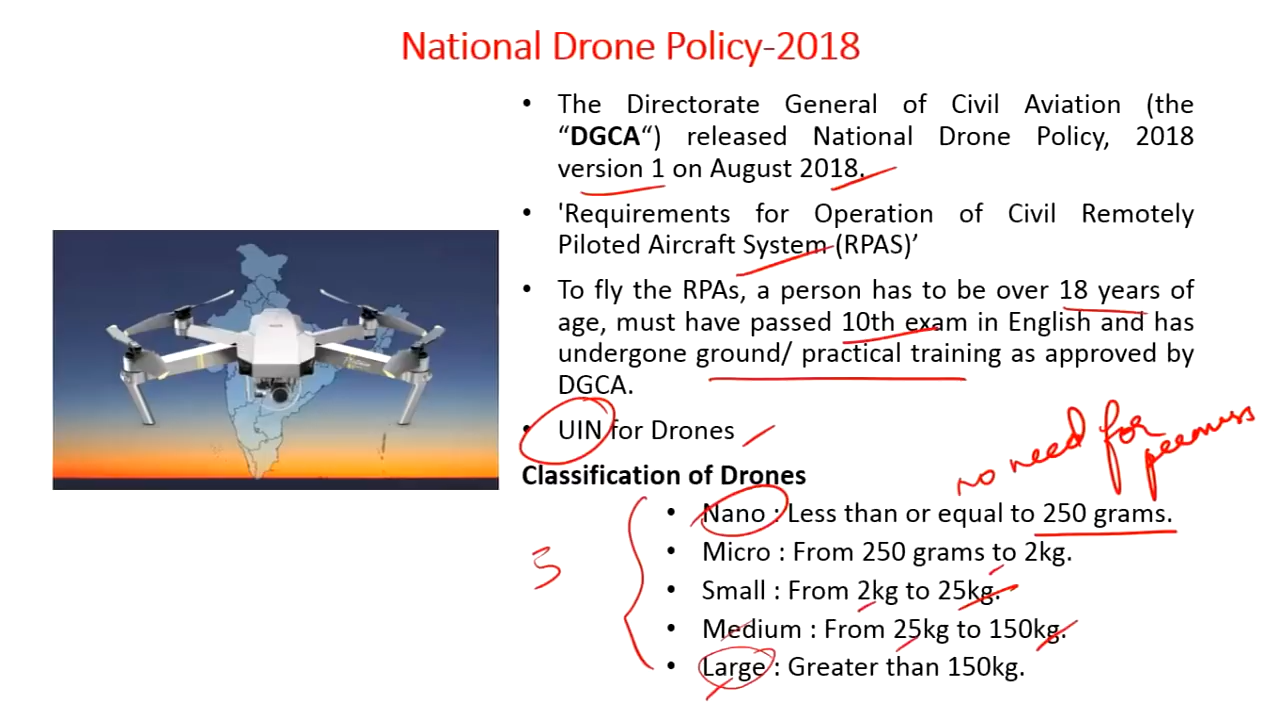 National Drone Policy-2018
• The Directorate General of Civil Aviation (the
“DGCA“) released National Drone Policy, 2018
version 1 on August 2018.
• 'Requirements for Operation of Civil Remotely
Piloted Aircraft System (RPAS)’
• To fly the RPAs, a person has to be over 18 years of
age, must have passed 10th exam in English and has
undergone ground/ practical training as approved by
DGCA.
• UIN for Drones
no need for
Classification of Drones
• Nano : Less than or equal to 250 grams.
• Micro : From 250 grams to 2kg.
5
• Small : From 2kg to 25kg.
• Medium : From 25kg to 150kg.
• Large : Greater than 150kg.